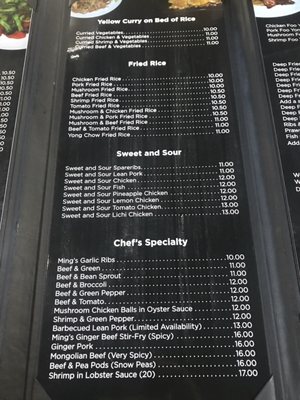 Yellow Curry on Bed of Rice
Curried Vegetables 10.00
Curried Chicken & Vegetables 11.00
Curried Shrimp & Vegetables 11.00
Curried Beef & Vegetables 11.00
Fried Rice
Chicken Fried Rice 10.00
Pork Fried Rice 10.00
Mushroom Fried Rice 10.00
Beef Fried Rice 10.50
Shrimp Fried Rice 10.50
Tomato Fried Rice 10.50
Mushroom & Chicken Fried Rice 10.50
Mushroom & Pork Fried Rice 10.50
Mushroom & Beef Fried Rice 11.00
Beef & Tomato Fried Rice 11.00
Yong Chow Fried Rice 11.00
Sweet and Sour
Sweet and Sour Spareribs 11.00
Sweet and Sour Lean Pork 11.00
Sweet and Sour Chicken 12.00
Sweet and Sour Fish 12.00
Sweet and Sour Pineapple Chicken 12.00
Sweet and Sour Lemon Chicken 12.00
Sweet and Sour Tomato Chicken 13.00
Sweet and Sour Lichi Chicken 13.00
Chef's Specialty
Ming's Garlic Ribs 10.00
Beef & Green 11.00
Beef & Bean Sprout 11.00
Beef & Broccoli 12.00
Beef & Green Pepper 12.00
Beef & Tomato 12.00
Mushroom Chicken Balls in Oyster Sauce 12.00
Shrimp & Green Pepper 12.00
Barbecued Lean Pork (Limited Availability) 13.00
Ming's Ginger Beef Stir-Fry (Spicy) 16.00
Ginger Pork 16.00
Mongolian Beef (Very Spicy) 16.00
Beef & Pea Pods (Snow Peas) 16.00
Shrimp in Lobster Sauce (20) 17.00